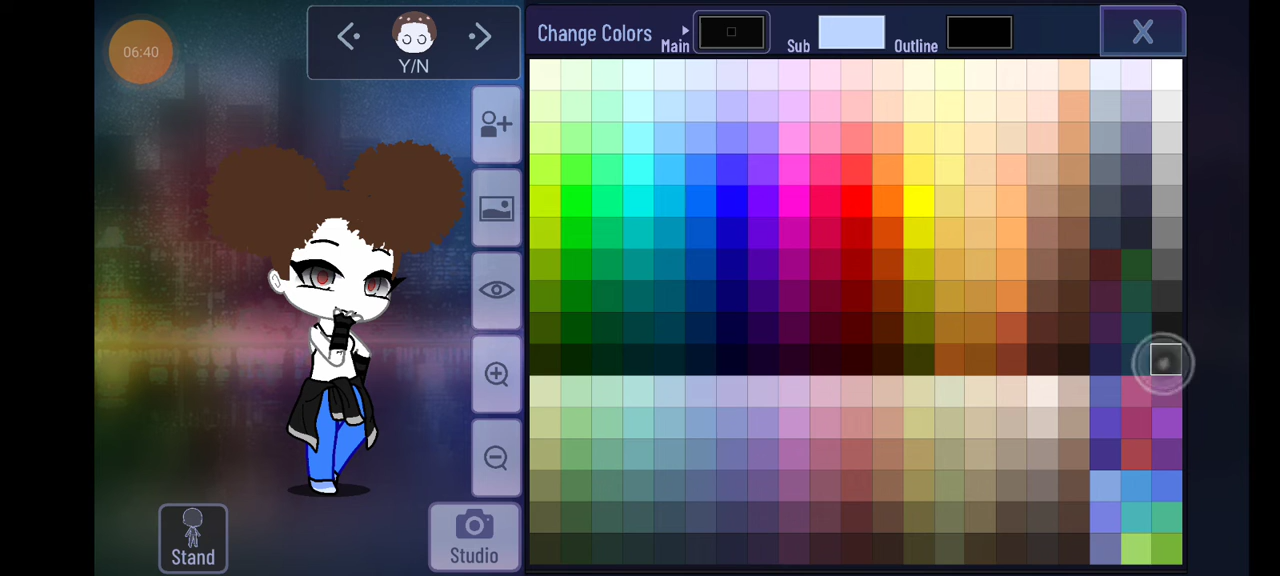 06:40
Y/N
Change Colors
Main
Sub
Outline
X
Stand
Studio